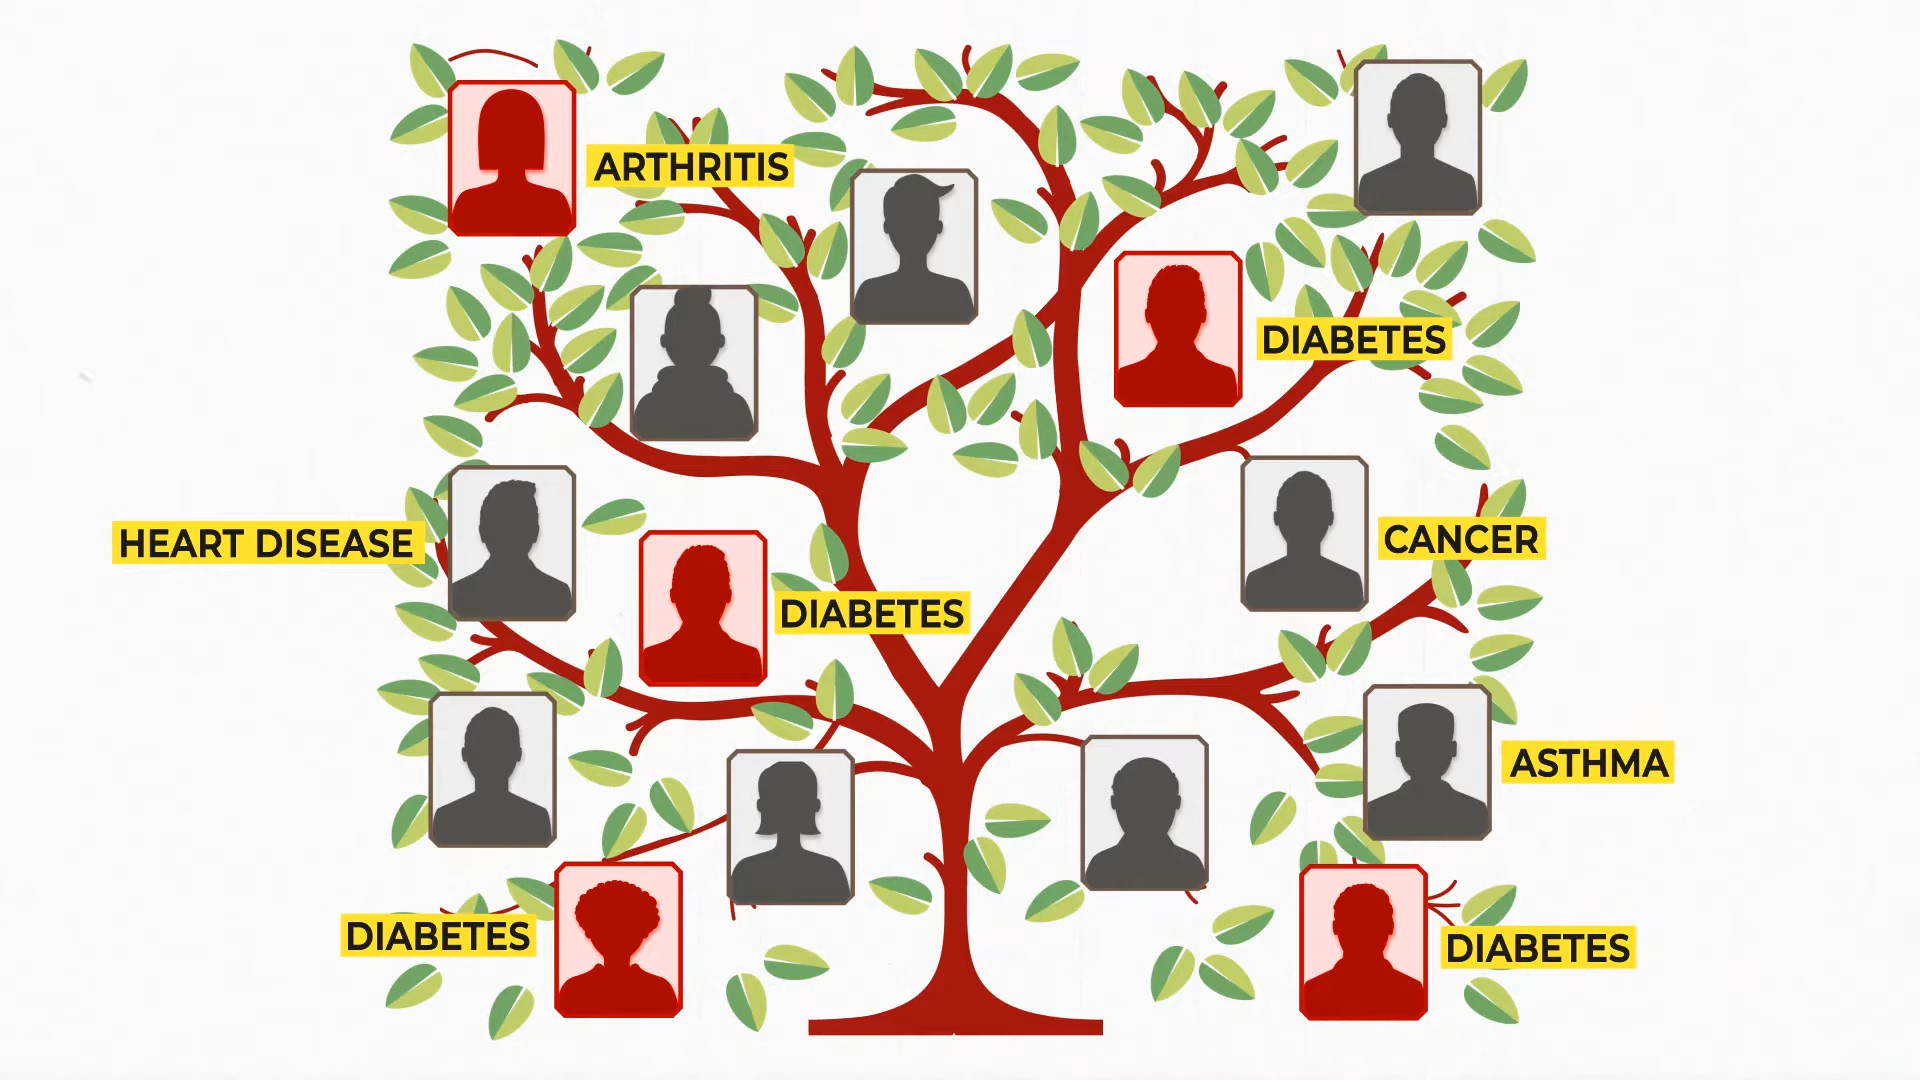 ARTHRITIS
DIABETES
HEART DISEASE
CANCER
DIABETES
ASTHMA
DIABETES
DIABETES